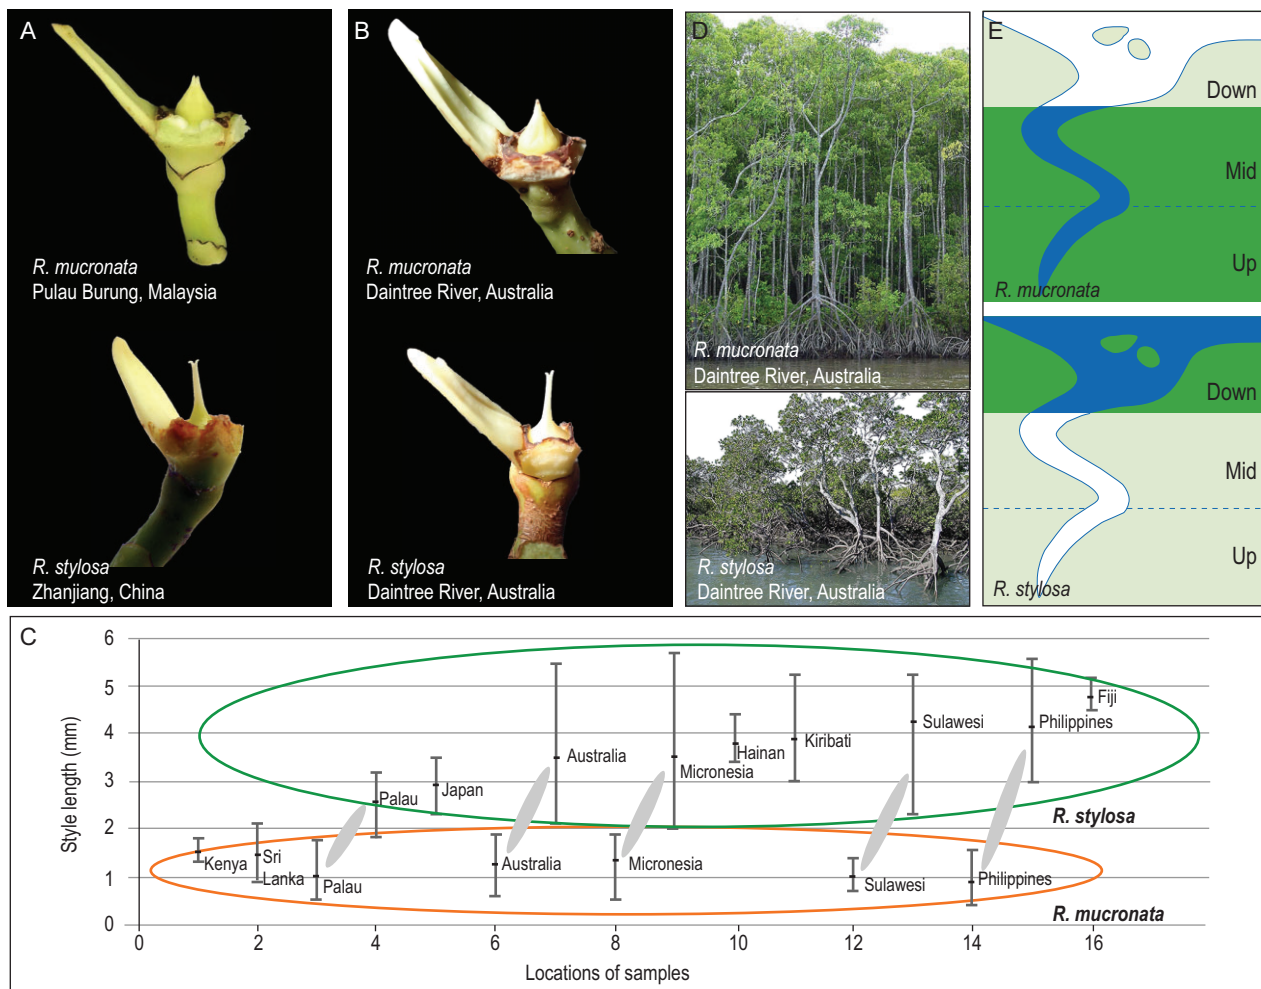 A
R. mucronata
Pulau Burung, Malaysia
R. stylosa
Zhanjiang, China
B
R. mucronata
Daintree River, Australia
R. stylosa
Daintree River, Australia
D
R. mucronata
Daintree River, Australia
R. stylosa
Daintree River, Australia
E
Down
Mid
Up
R. mucronata
Down
Mid
Up
R. stylosa
C
Style length (mm)
6
5
4
3
2
1
0
Kenya
Sri
Lanka
Palau
Palau
Japan
Australia
Australia
Micronesia
Micronesia
Hainan
Kiribati
Sulawesi
Sulawesi
Philippines
Philippines
Fiji
R. stylosa
R. mucronata
0
2
4
6
8
10
12
14
16
Locations of samples